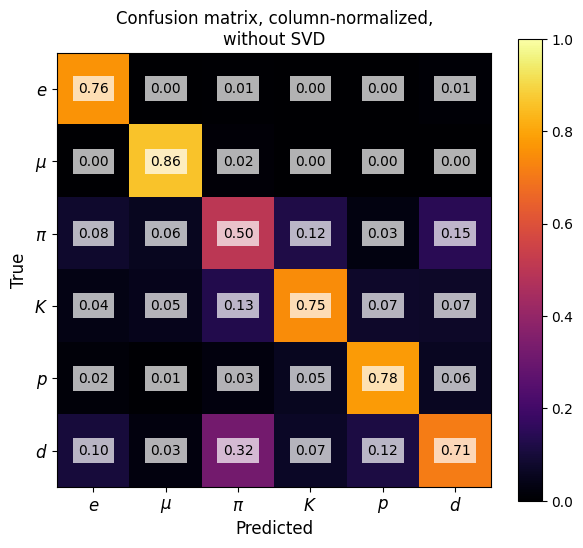 Confusion matrix, column-normalized,
without SVD
True
e 0.76 0.00 0.01 0.00 0.00 0.01
μ 0.00 0.86 0.02 0.00 0.00 0.00
π 0.08 0.06 0.50 0.12 0.03 0.15
K 0.04 0.05 0.13 0.75 0.07 0.07
p 0.02 0.01 0.03 0.05 0.78 0.06
d 0.10 0.03 0.32 0.07 0.12 0.71
e μ π K p d
Predicted
1.0
0.8
0.6
0.4
0.2
0.0